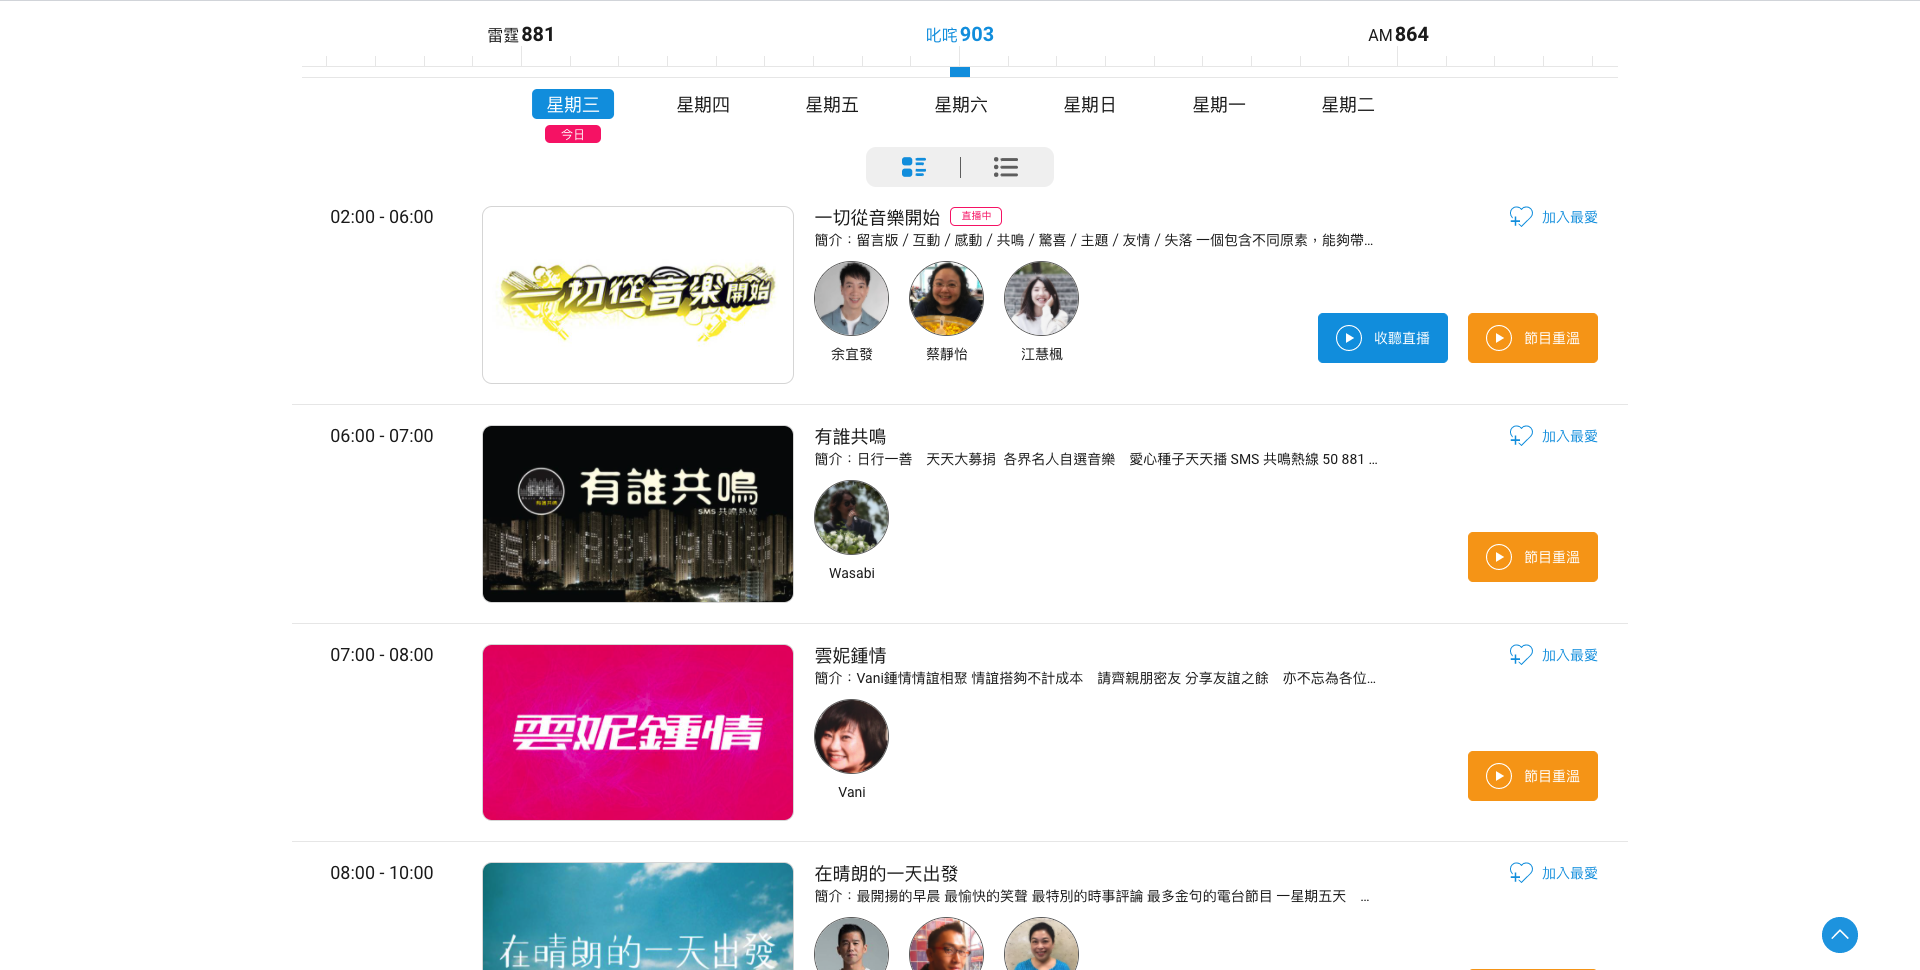 雷霆881
叱咤903
AM864
星期三
星期四
星期五
星期六
星期日
星期一
星期二
今日
02:00 - 06:00
一切從音樂開始
一切從音樂開始
直播中
加入最愛
簡介：留言版 / 互動 / 感動 / 共鳴 / 驚喜 / 主題 / 友情 / 失落 一個包含不同原素，能夠帶...
余宜發
蔡靜怡
江慧楓
收聽直播
節目重溫
06:00 - 07:00
SMS
有誰共鳴
有誰共鳴
SMS 共鳴熱線
有誰共鳴
加入最愛
簡介：日行一善　天天大募捐 各界名人自選音樂　愛心種子天天播 SMS 共鳴熱線 50 881 ...
Wasabi
節目重溫
07:00 - 08:00
雲妮鍾情
雲妮鍾情
加入最愛
簡介：Vani鍾情情誼相聚 情誼搭夠不計成本　請齊親朋密友 分享友誼之餘　亦不忘為各位...
Vani
節目重溫
08:00 - 10:00
在晴朗的一天出發
在晴朗的一天出發
加入最愛
簡介：最開揚的早晨 最愉快的笑聲 最特別的時事評論 最多金句的電台節目 一星期五天　...